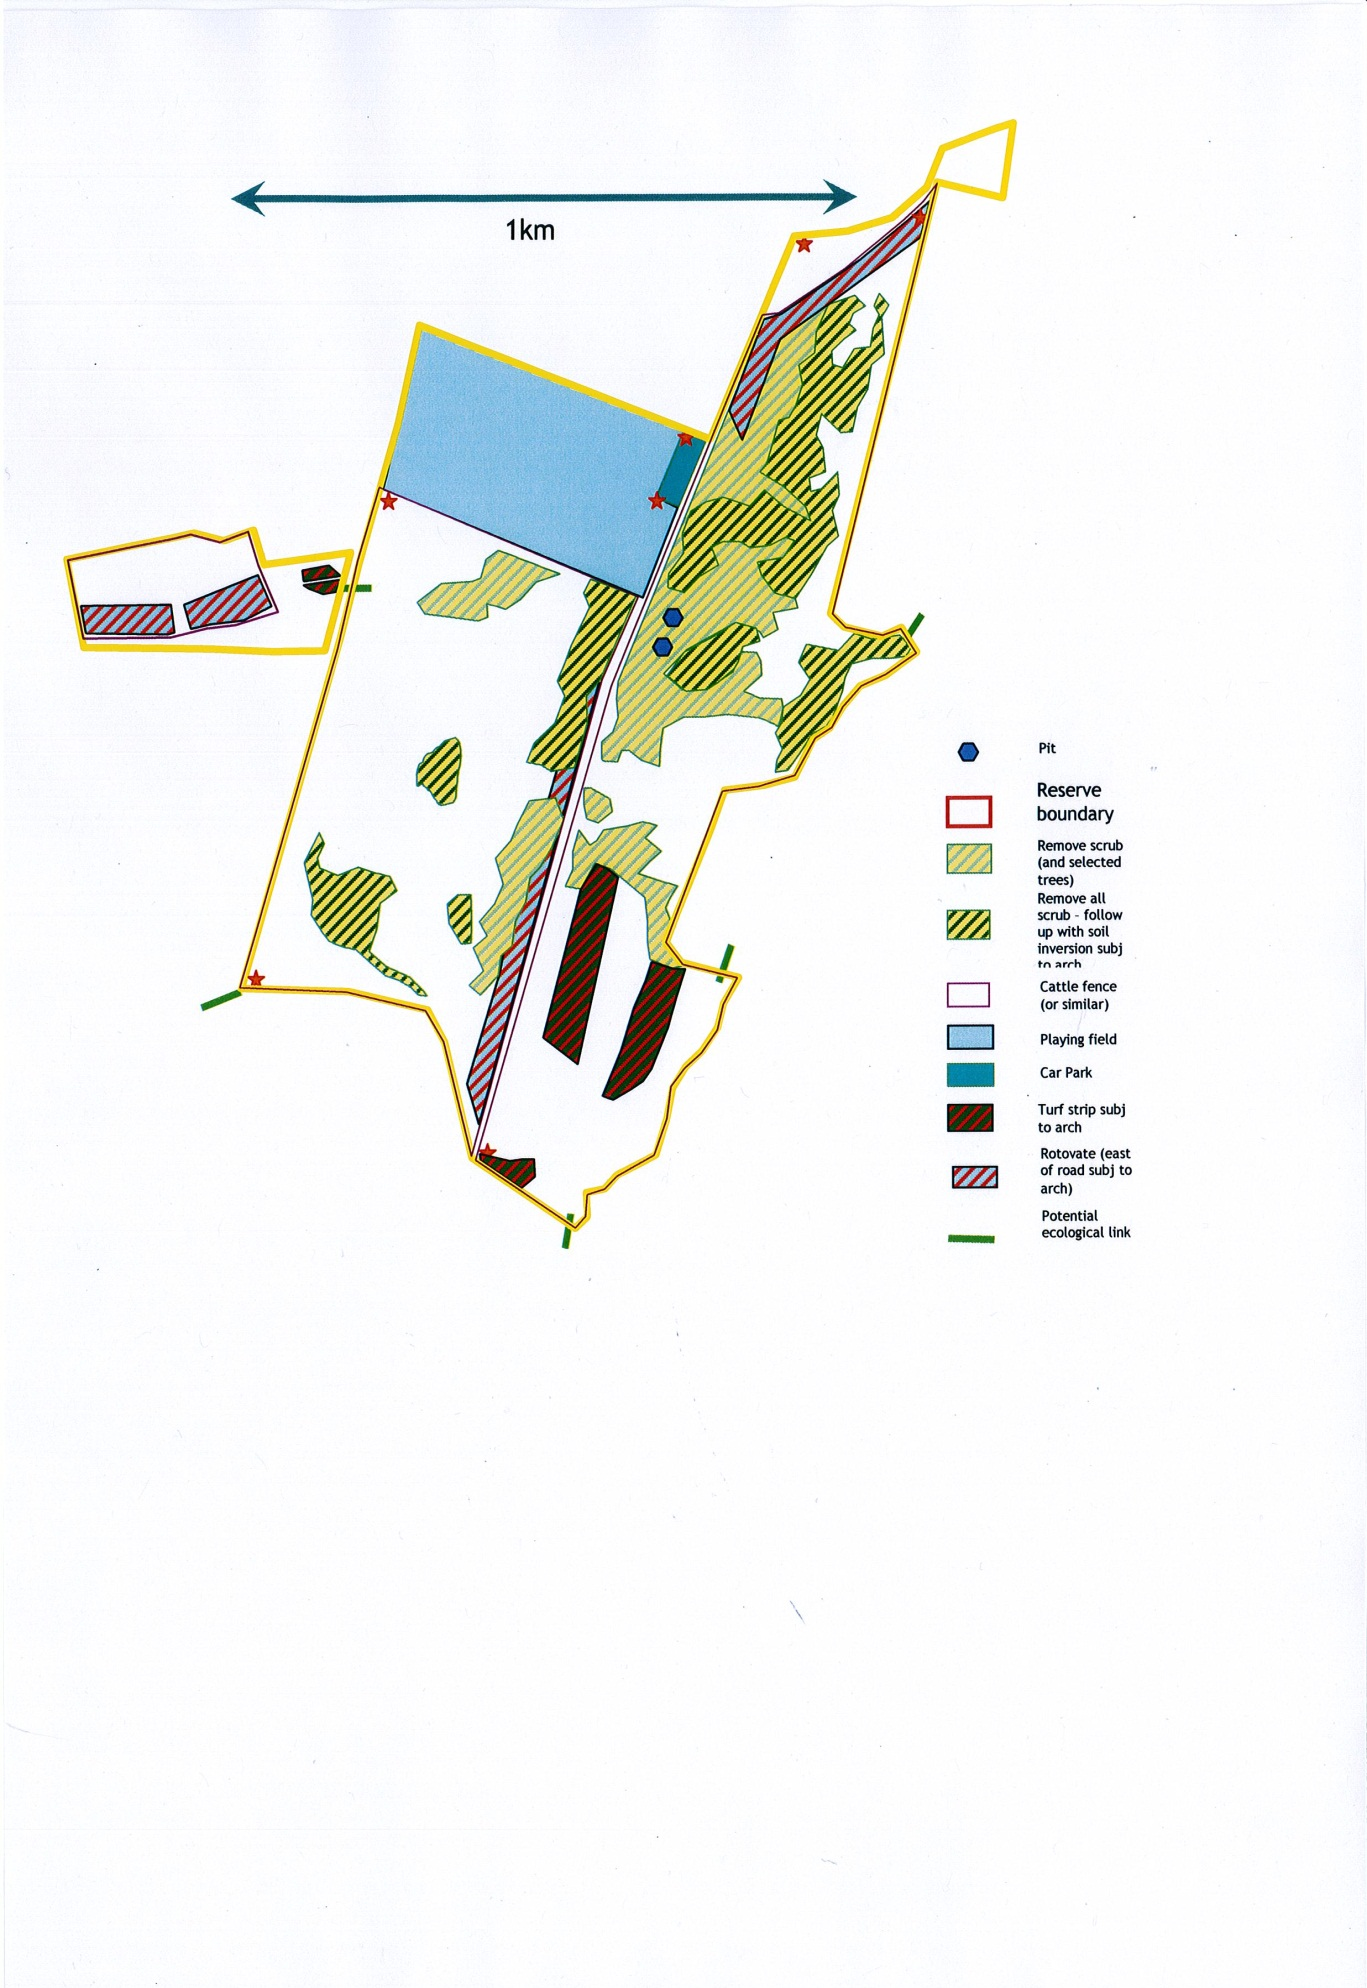 1km
Pit
Reserve
boundary
Remove scrub
(and selected
trees)
Remove all
scrub - follow
up with soil
inversion subj
to arch
Cattle fence
(or similar)
Playing field
Car Park
Turf strip subj
to arch
Rotovate (east
of road subj to
arch)
Potential
ecological link